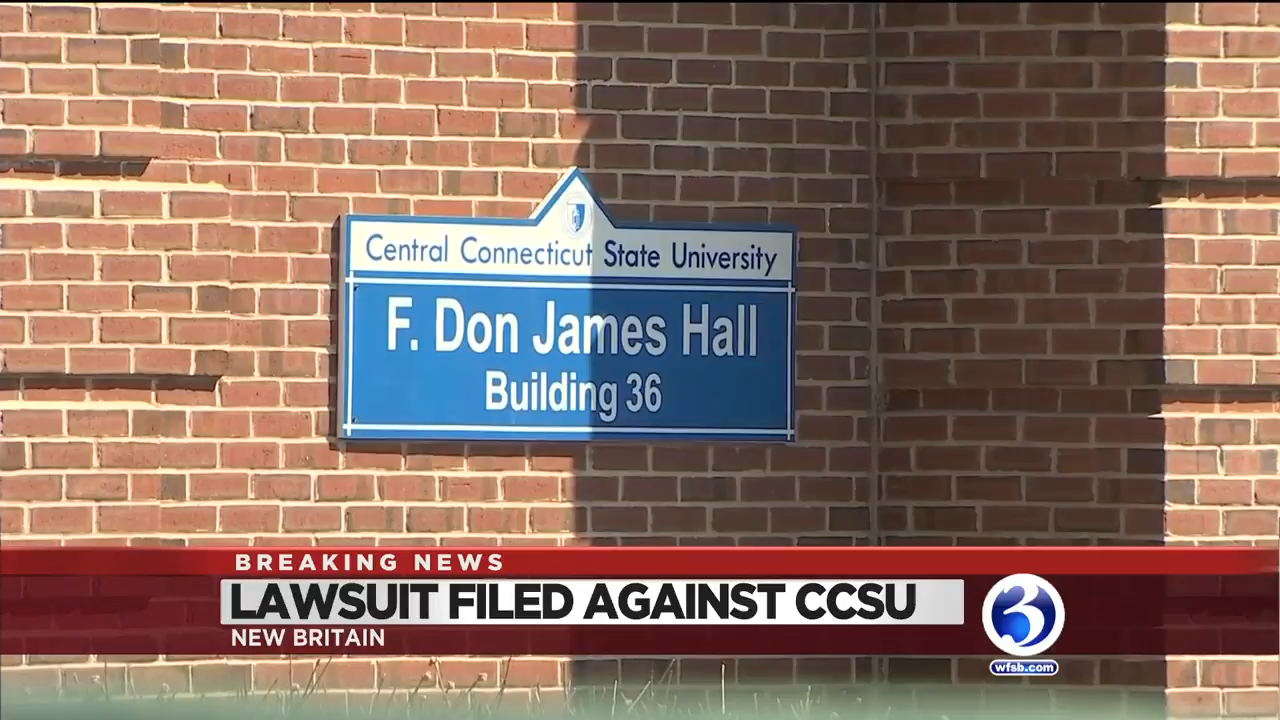 Central Connecticut State University
F. Don James Hall
Building 36
BREAKING NEWS
LAWSUIT FILED AGAINST CCSU
NEW BRITAIN
3
wfsb.com